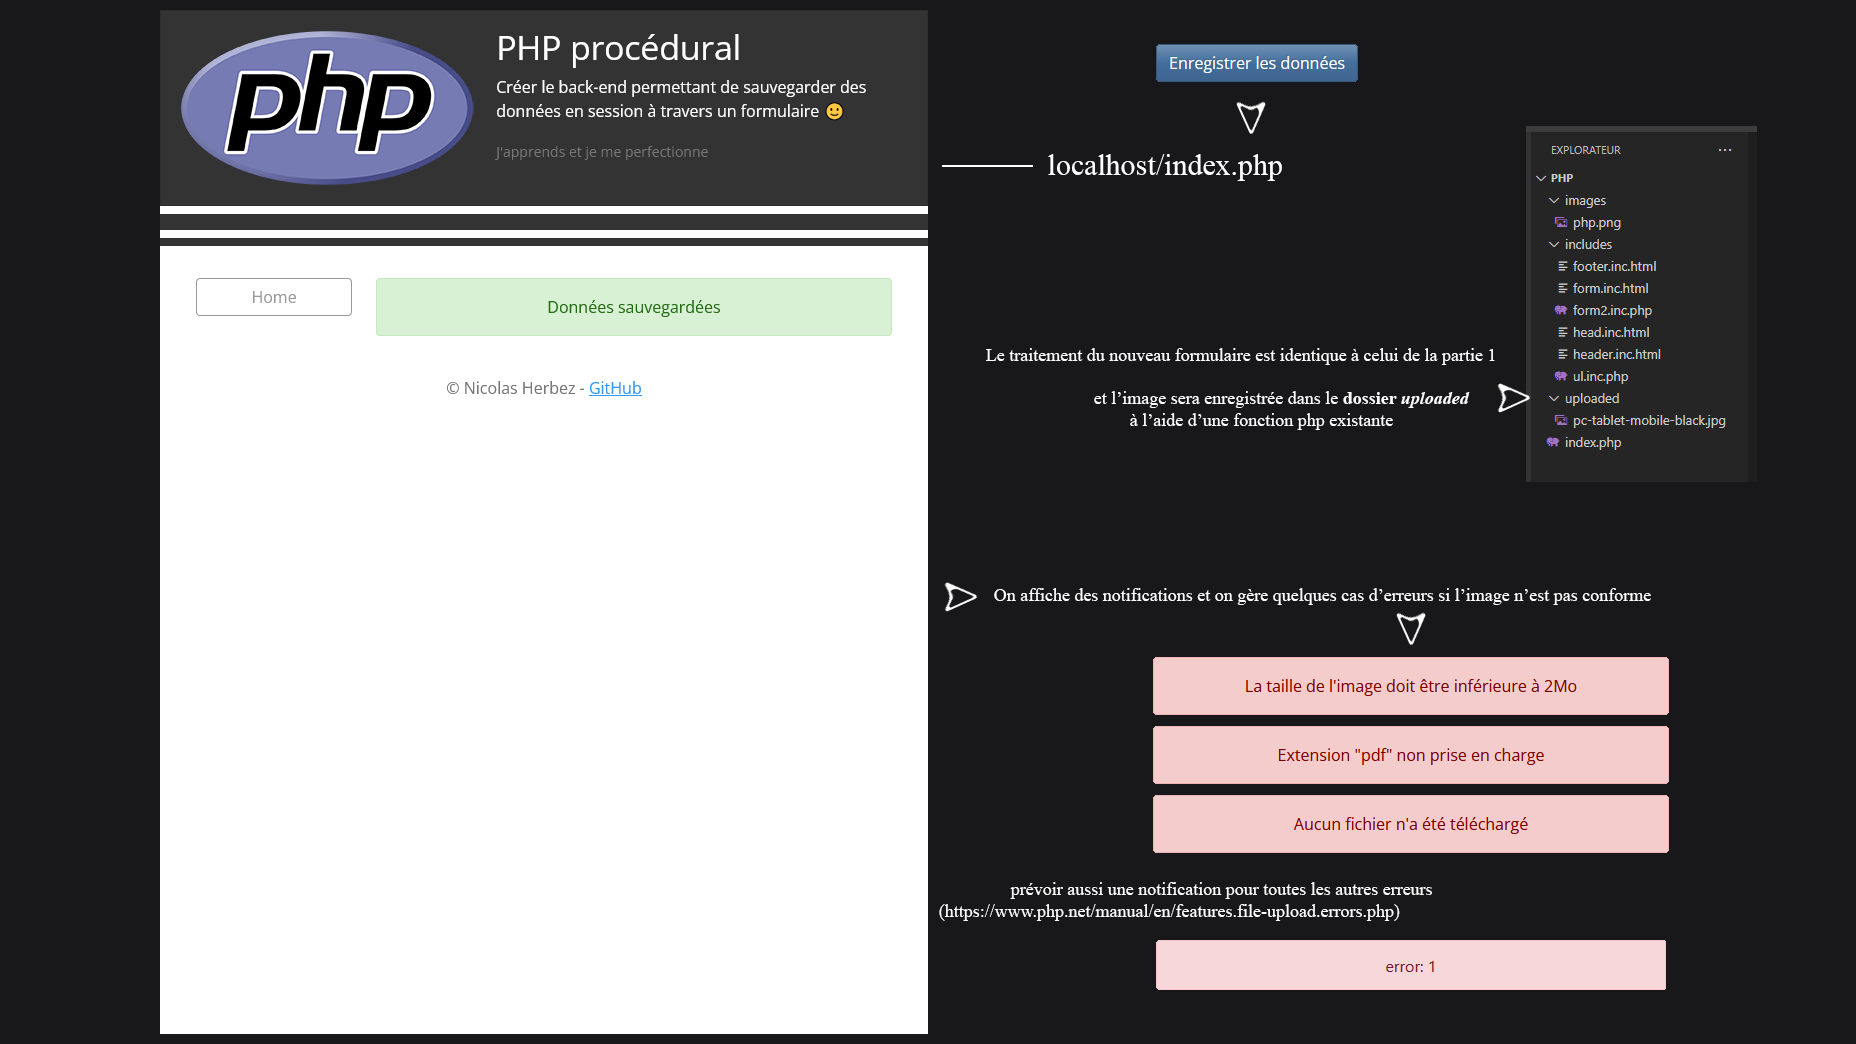 php
PHP procédural
Créer le back-end permettant de sauvegarder des
données en session à travers un formulaire 🙂
J'apprends et je me perfectionne
Home
Données sauvegardées
© Nicolas Herbez - GitHub
Enregistrer les données
localhost/index.php
EXPLORATEUR
...
PHP
images
php.png
includes
footer.inc.html
form.inc.html
form2.inc.php
head.inc.html
header.inc.html
ul.inc.php
uploaded
pc-tablet-mobile-black.jpg
index.php
Le traitement du nouveau formulaire est identique à celui de la partie 1
et l’image sera enregistrée dans le dossier uploaded
à l’aide d’une fonction php existante
On affiche des notifications et on gère quelques cas d’erreurs si l’image n’est pas conforme
La taille de l'image doit être inférieure à 2Mo
Extension "pdf" non prise en charge
Aucun fichier n'a été téléchargé
prévoir aussi une notification pour toutes les autres erreurs
(https://www.php.net/manual/en/features.file-upload.errors.php)
error: 1